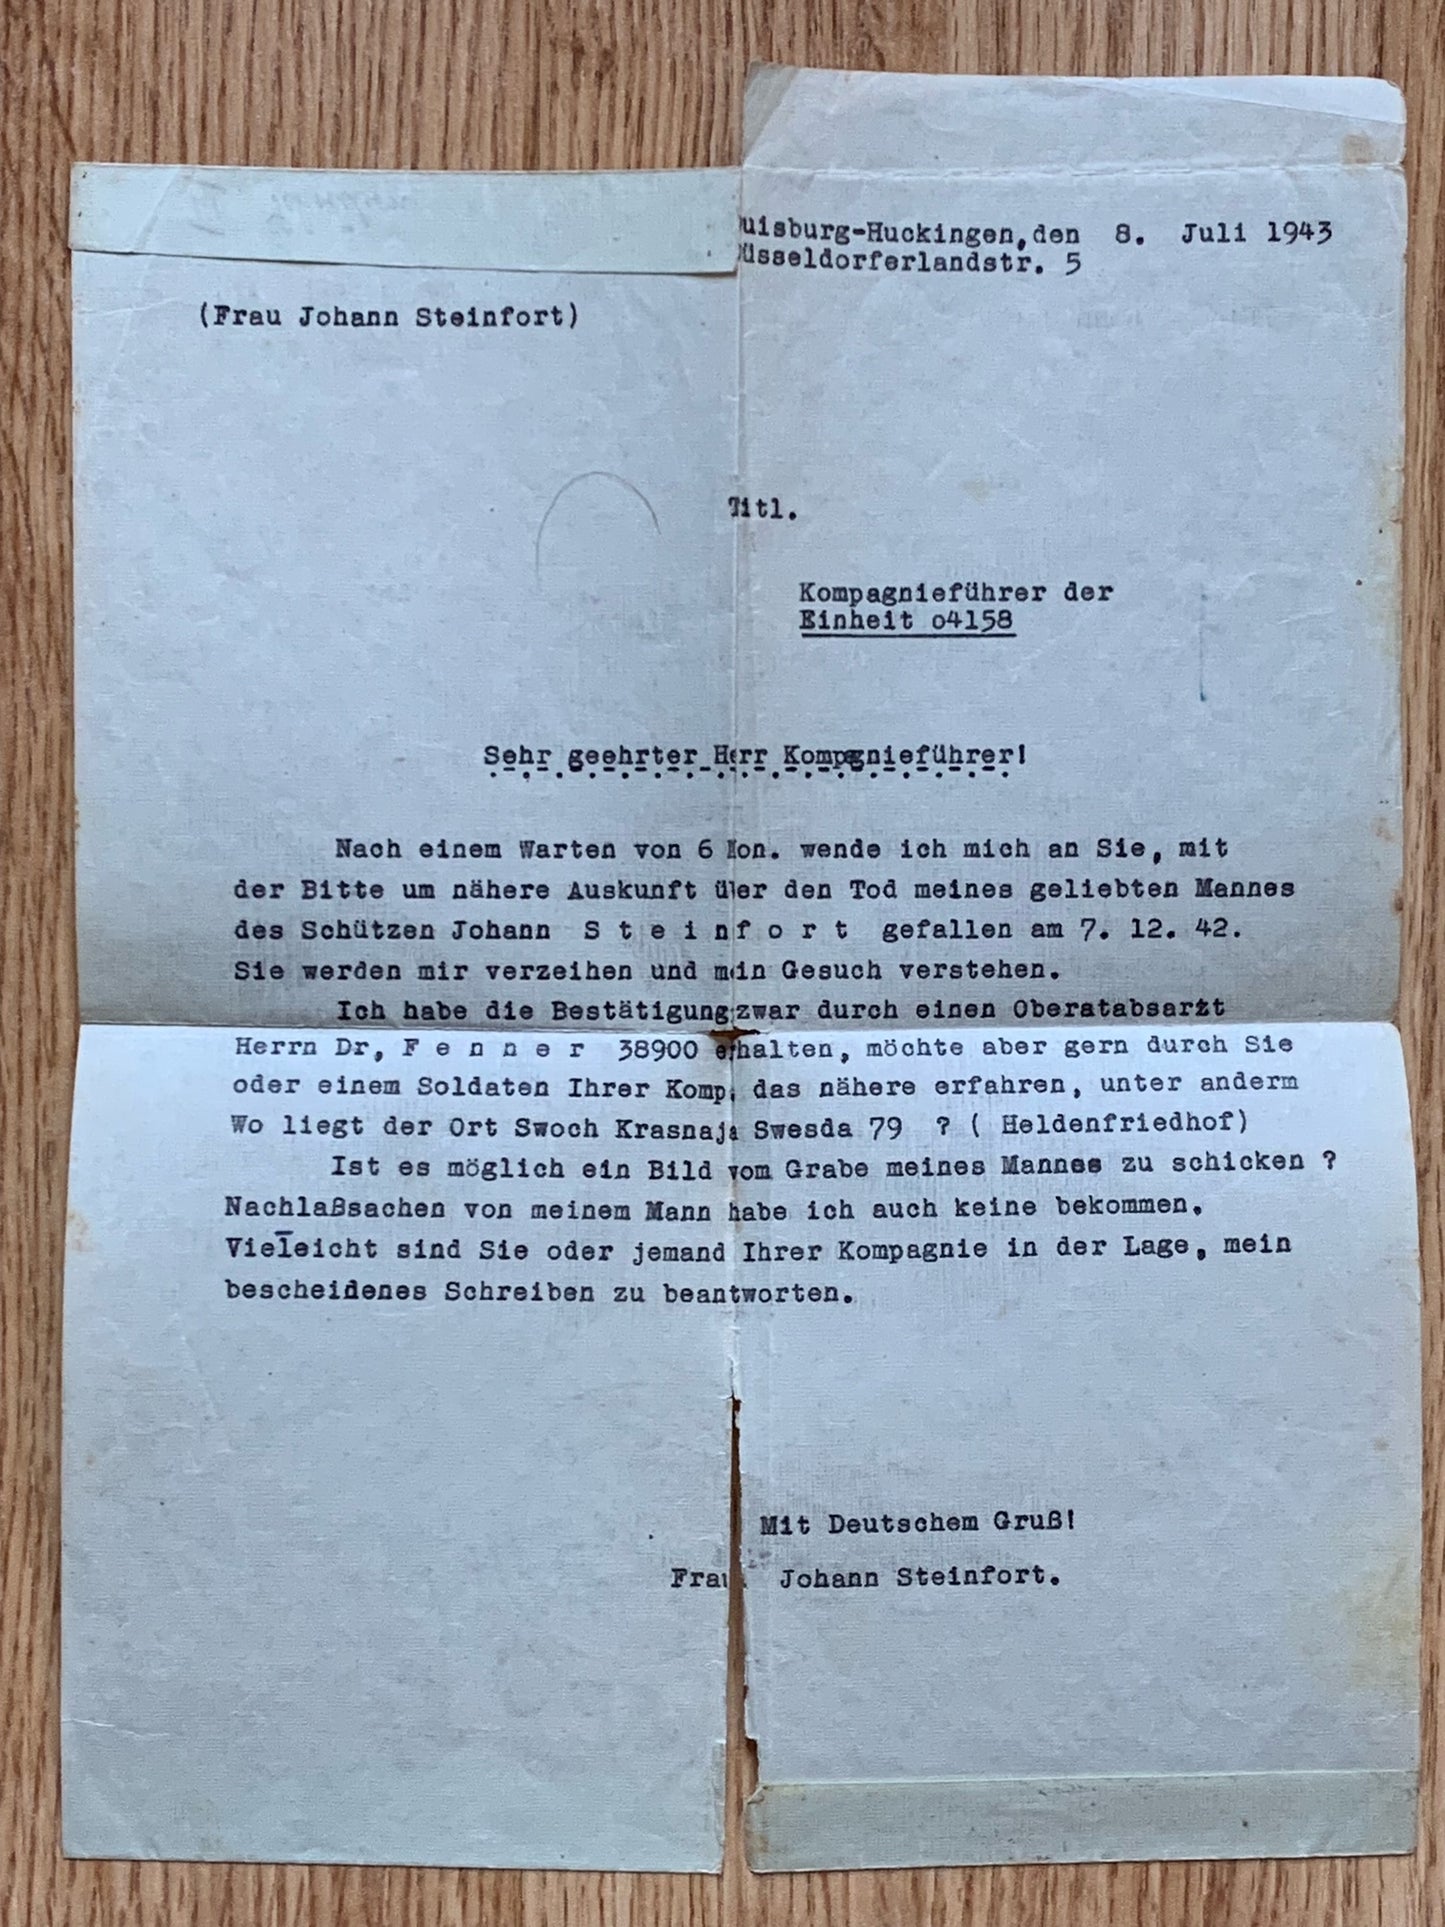 Duisburg-Huckingen, den 8. Juli 1943
Düsseldorferlandstr. 5
(Frau Johann Steinfort)
Titl.
Kompagnieführer der
Einheit o4158
Sehr geehrter Herr Kompgnieführer!
Nach einem Warten von 6 Mon. wende ich mich an Sie, mit
der Bitte um nähere Auskunft über den Tod meines geliebten Mannes
des Schützen Johann S t e i n f o r t gefallen am 7. 12. 42.
Sie werden mir verzeihen und mein Gesuch verstehen.
Ich habe die Bestätigung zwar durch einen Oberatabsarzt
Herrn Dr, F e n n e r 38900 erhalten, möchte aber gern durch Sie
oder einem Soldaten Ihrer Komp. das nähere erfahren, unter anderm
Wo liegt der Ort Swoch Krasnaja Swesda 79 ? ( Heldenfriedhof)
Ist es möglich ein Bild vom Grabe meines Mannes zu schicken ?
Nachlaßsachen von meinem Mann habe ich auch keine bekommen.
Viel̅eicht sind Sie oder jemand Ihrer Kompagnie in der Lage, mein
bescheidenes Schreiben zu beantworten.
Mit Deutschem Gruß!
Frau Johann Steinfort.